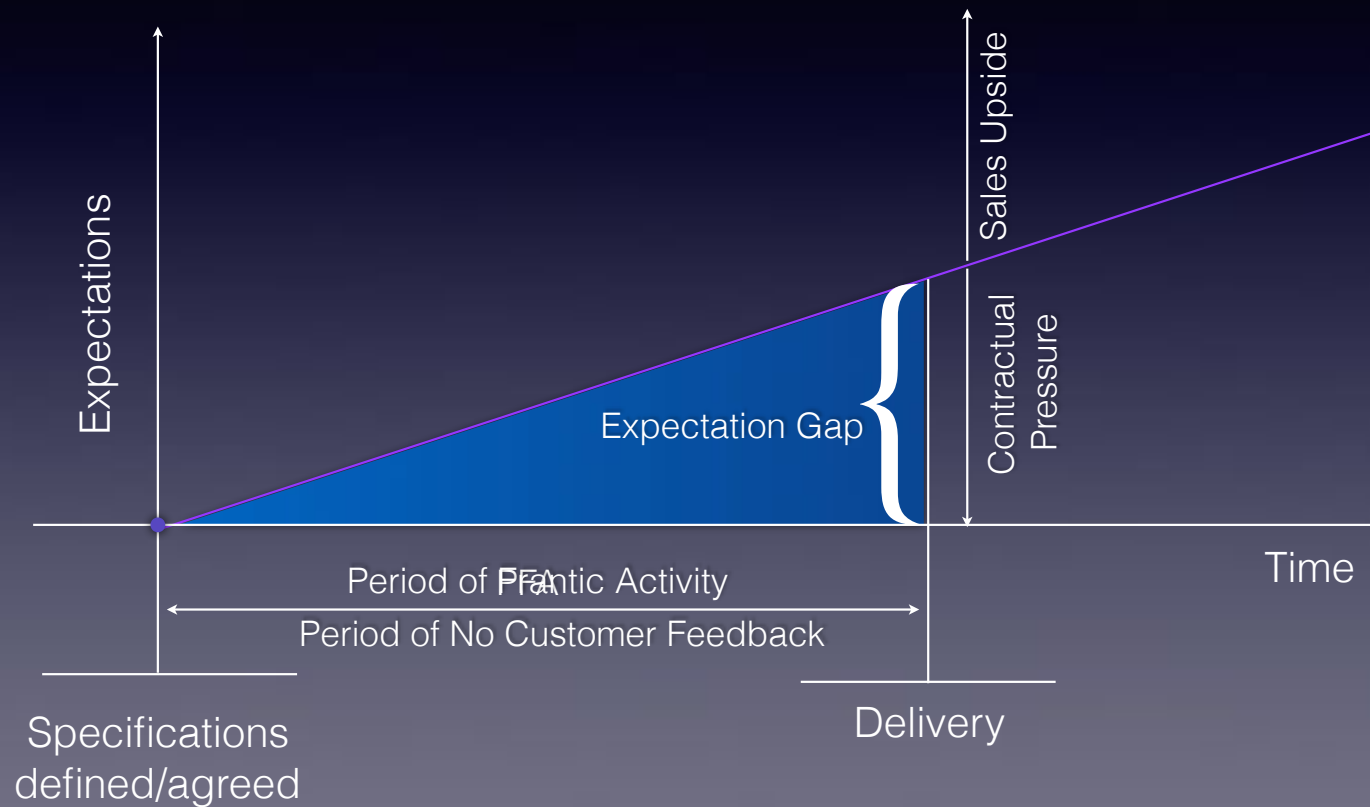 Expectations
Sales Upside
Contractual
Pressure
Expectation Gap
Time
Period of Frantic Activity
PFA
Period of No Customer Feedback
Specifications
defined/agreed
Delivery